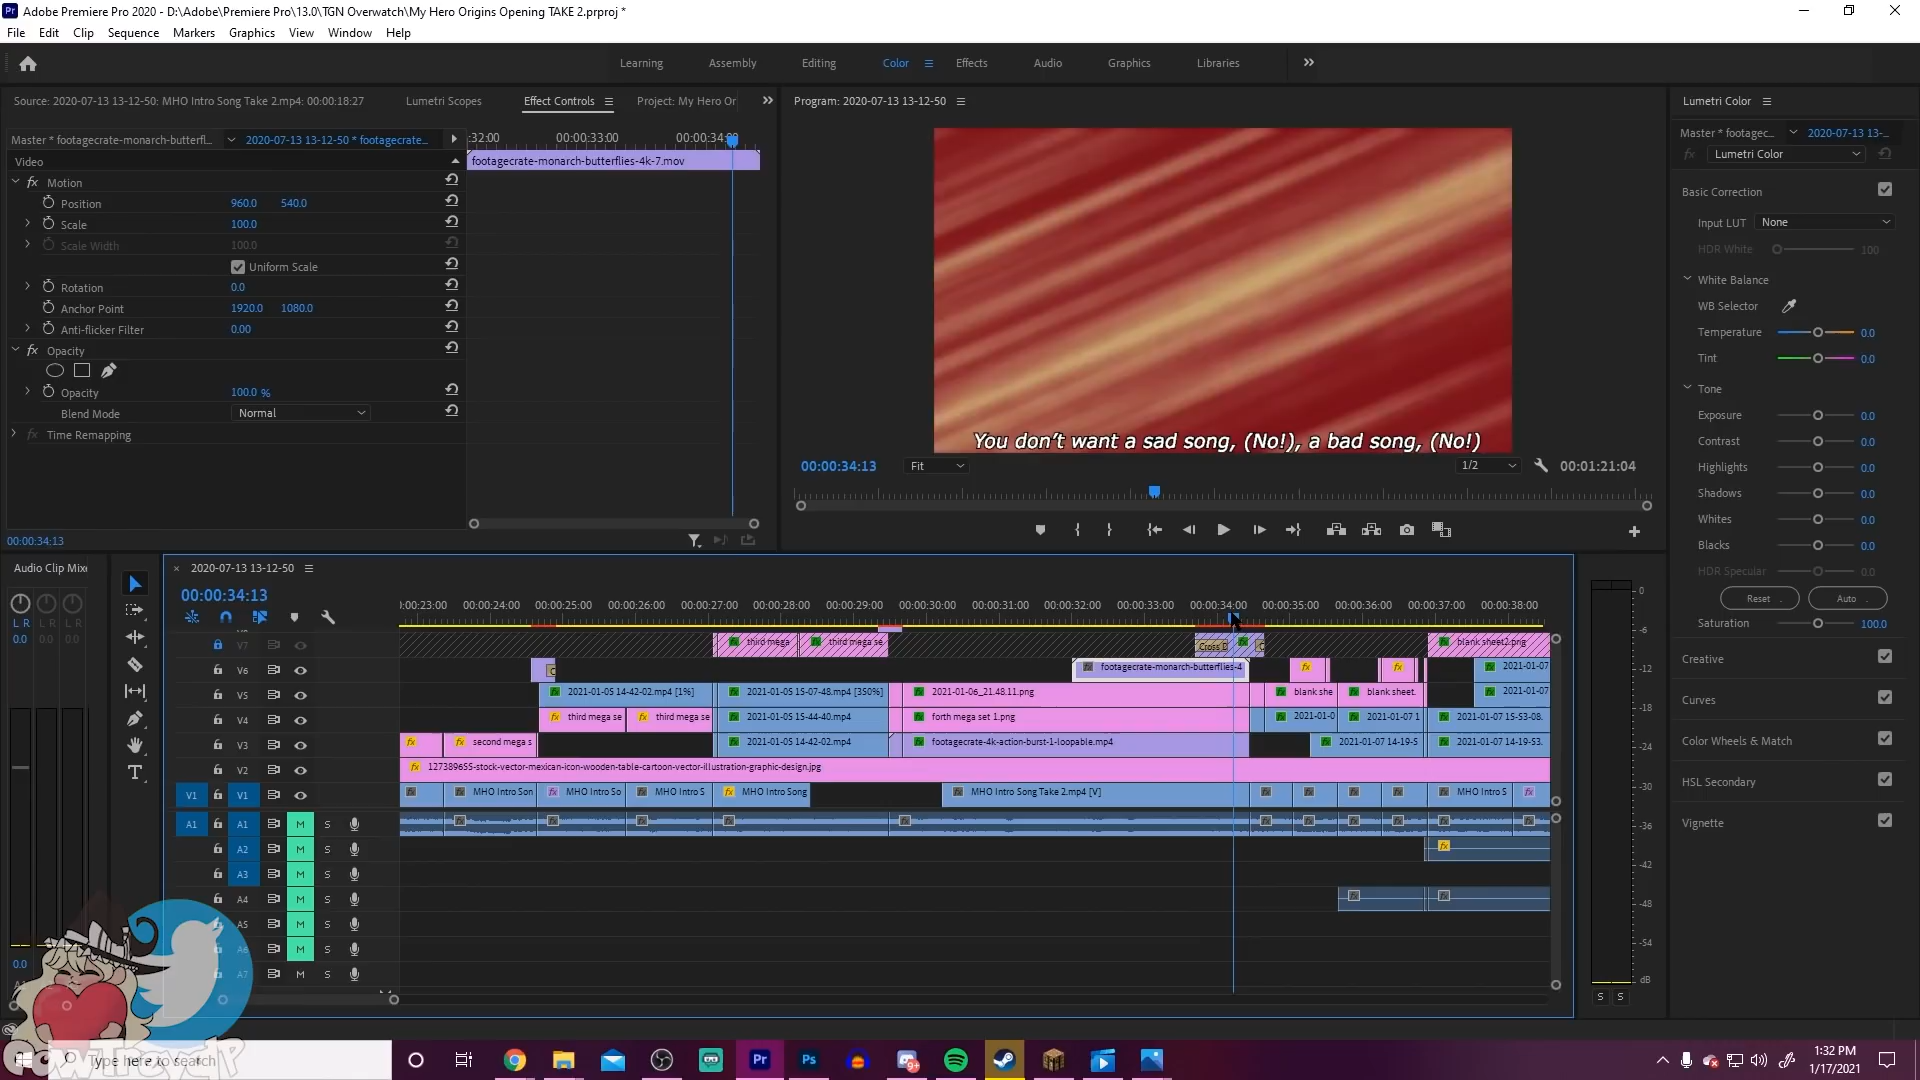 Adobe Premiere Pro 2020 - D:\Adobe\Premiere Pro\13.0\TGN Overwatch\My Hero Origins Opening TAKE 2.prproj *
File Edit Clip Sequence Markers Graphics View Window Help
Learning Assembly Editing Color Effects Audio Graphics Libraries
Source: 2020-07-13 13-12-50: MHO Intro Song Take 2.mp4: 00:00:18:27 Lumetri Scopes Effect Controls Project: My Hero Or
Program: 2020-07-13 13-12-50
Lumetri Color
Master * footagecrate-monarch-butterfl... 2020-07-13 13-12-50 * footagecrate...
:32:00 00:00:33:00
Video
footagecrate-monarch-butterflies-4k-7.mov
fx Motion
Position 960.0 540.0
Scale 100.0
Scale Width 100.0
Uniform Scale
Rotation 0.0
Anchor Point 1920.0 1080.0
Anti-flicker Filter 0.00
fx Opacity
Opacity 100.0 %
Blend Mode Normal
fx Time Remapping
00:00:34:13
You don't want a sad song, (No!), a bad song, (No!)
00:00:34:13 Fit 1/2 00:01:21:04
Master * footagec... 2020-07-13 13-...
fx Lumetri Color
Basic Correction
Input LUT None
HDR White 100
White Balance
WB Selector
Temperature 0.0
Tint 0.0
Tone
Exposure 0.0
Contrast 0.0
Highlights 0.0
Shadows 0.0
Whites 0.0
Blacks 0.0
HDR Specular 0.0
Reset Auto
Saturation 100.0
Creative
Curves
Color Wheels & Match
HSL Secondary
Vignette
Audio Clip Mixe
L R L R L R
0.0
0.0
2020-07-13 13-12-50
00:00:34:13
:00:23:00 00:00:24:00 00:00:25:00 00:00:26:00 00:00:27:00 00:00:28:00 00:00:29:00 00:00:30:00 00:00:31:00 00:00:32:00 00:00:33:00 00:00:34:00 00:00:35:00 00:00:36:00 00:00:37:00 00:00:38:00
V7 third mega third mega se Cross D blank sheet2.png
V6 footagecrate-monarch-butterflies-4 2021-01-07
V5 2021-01-05 14-42-02.mp4 [1%] 2021-01-05 15-07-48.mp4 [350%] 2021-01-06_21.48.11.png blank she blank sheet. 2021-01-07
V4 third mega se third mega se 2021-01-05 15-44-40.mp4 forth mega set 1.png 2021-01-0 2021-01-07 1 2021-01-07 15-53-08.
V3 second mega s 2021-01-05 14-42-02.mp4 footagecrate-4k-action-burst-1-loopable.mp4 2021-01-07 14-19-5 2021-01-07 14-19-53.
V2 127389655-stock-vector-mexican-icon-wooden-table-cartoon-vector-illustration-graphic-design.jpg
V1 V1 MHO Intro Son MHO Intro So MHO Intro S MHO Intro Song MHO Intro Song Take 2.mp4 [V] MHO Intro S
A1 A1 M S
A2 M S
A3 M S
A4 M S
A5 M S
A6 M S
A7 M S
0
-6
-12
-18
-24
-30
-36
-42
-48
-54
dB
S S
Type here to search
Pr Ps 9+
1:32 PM
1/17/2021